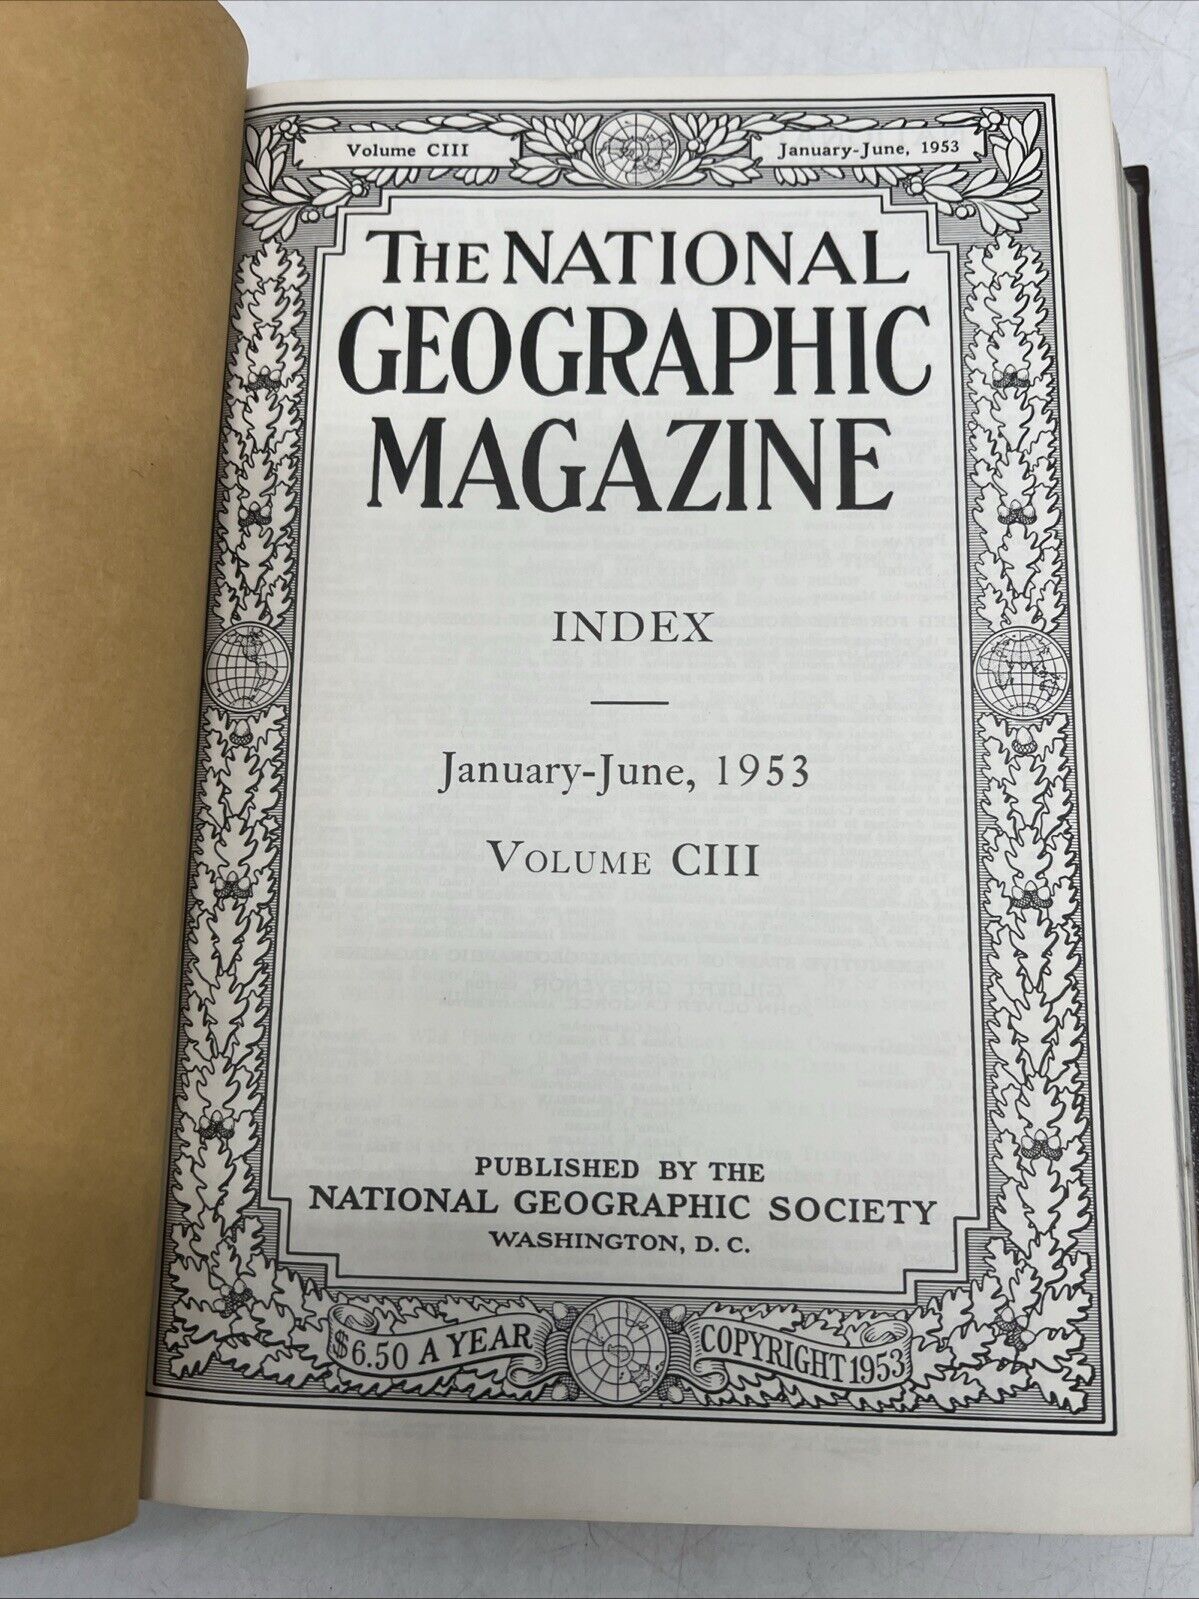 Volume CIII
January-June, 1953
THE NATIONAL
GEOGRAPHIC
MAGAZINE
INDEX
January-June, 1953
VOLUME CIII
PUBLISHED BY THE
NATIONAL GEOGRAPHIC SOCIETY
WASHINGTON, D. C.
$6.50 A YEAR
COPYRIGHT 1953